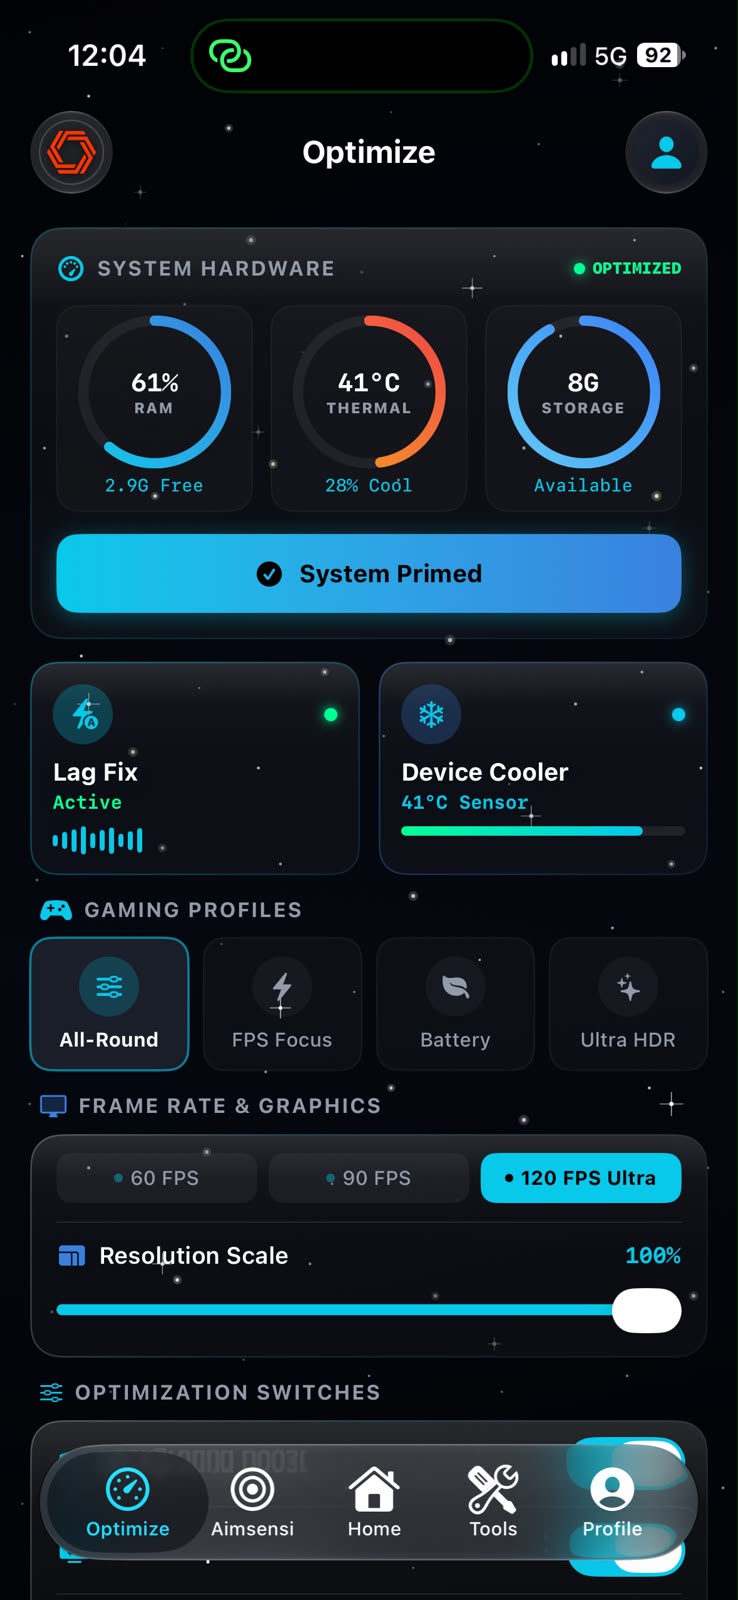 12:04
5G 92
Optimize
SYSTEM HARDWARE
OPTIMIZED
61%
RAM
2.9G Free
41°C
THERMAL
28% Cool
8G
STORAGE
Available
System Primed
Lag Fix
Active
Device Cooler
41°C Sensor
GAMING PROFILES
All-Round
FPS Focus
Battery
Ultra HDR
FRAME RATE & GRAPHICS
60 FPS
90 FPS
120 FPS Ultra
Resolution Scale
100%
OPTIMIZATION SWITCHES
Optimize
Aimsensi
Home
Tools
Profile